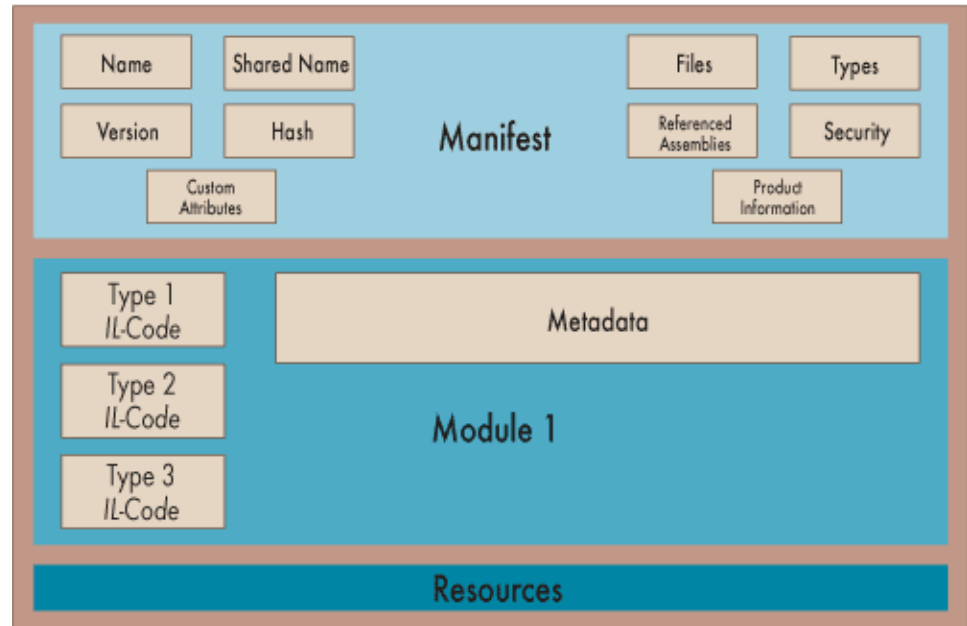 Name
Shared Name
Files
Types
Version
Hash
Manifest
Referenced
Assemblies
Security
Custom
Attributes
Product
Information
Type 1
IL-Code
Metadata
Type 2
IL-Code
Module 1
Type 3
IL-Code
Resources